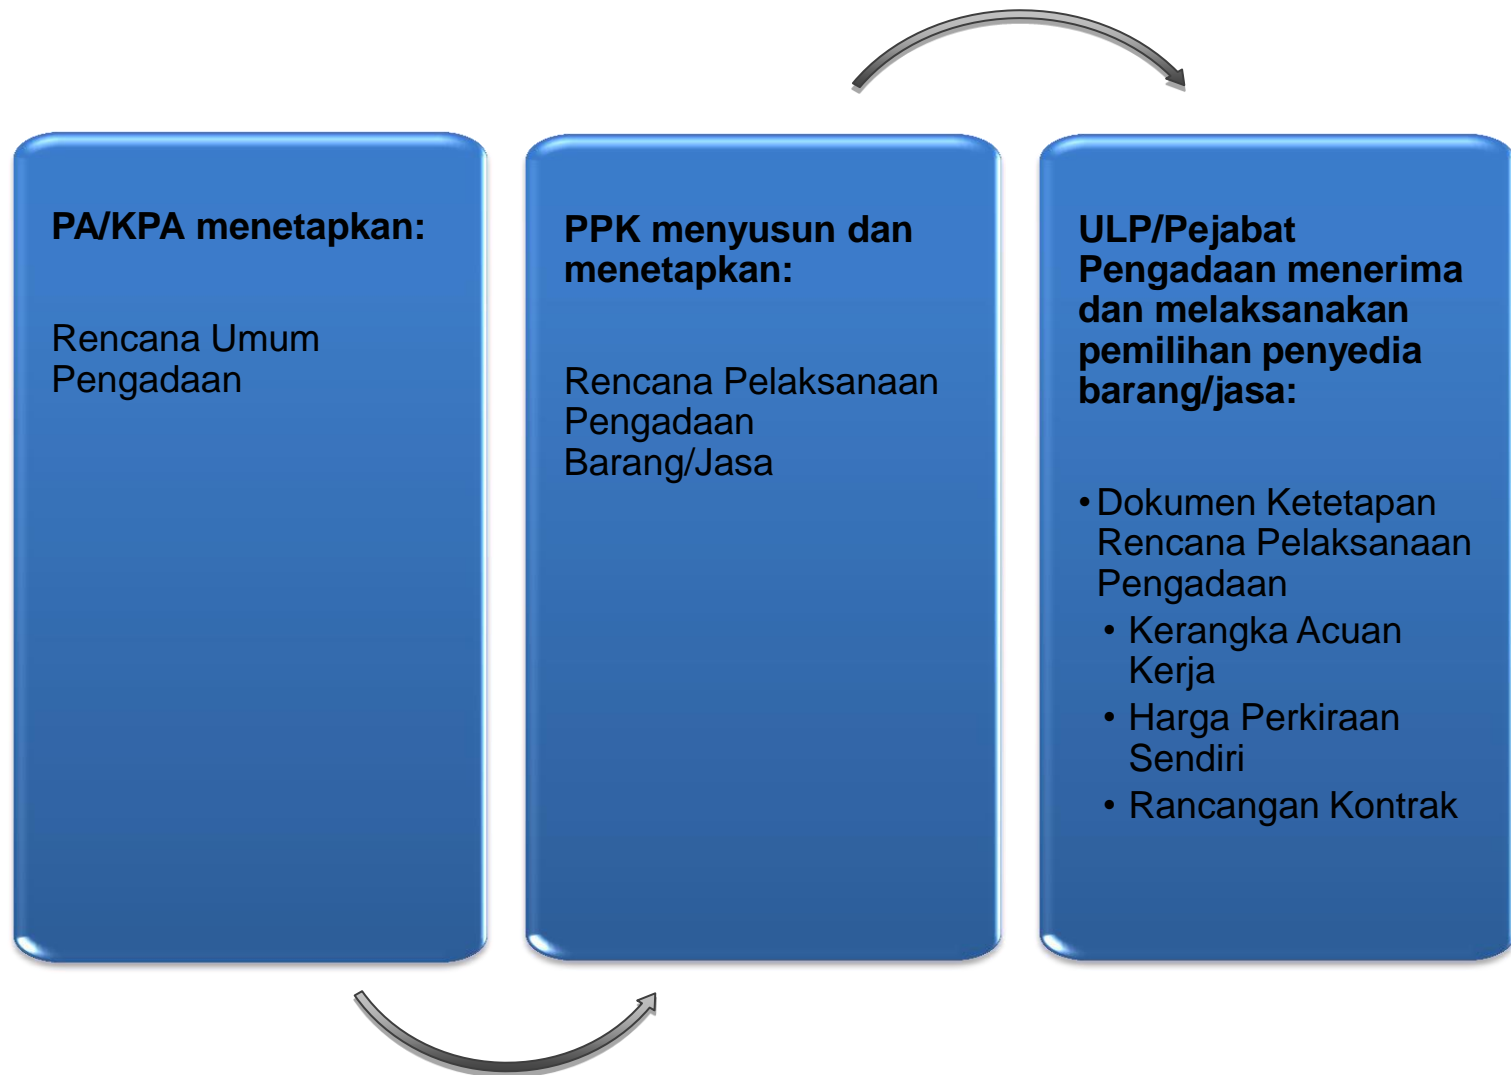 PA/KPA menetapkan:
Rencana Umum
Pengadaan
PPK menyusun dan
menetapkan:
Rencana Pelaksanaan
Pengadaan
Barang/Jasa
ULP/Pejabat
Pengadaan menerima
dan melaksanakan
pemilihan penyedia
barang/jasa:
• Dokumen Ketetapan
Rencana Pelaksanaan
Pengadaan
• Kerangka Acuan
Kerja
• Harga Perkiraan
Sendiri
• Rancangan Kontrak